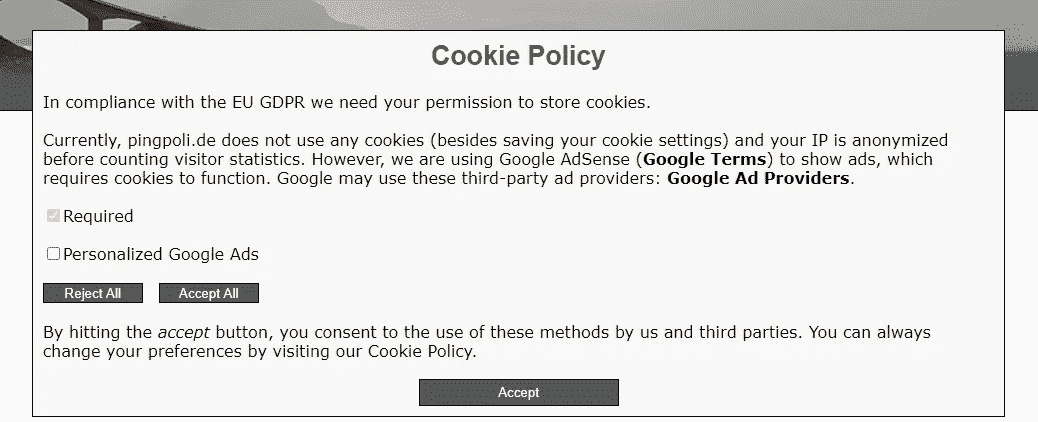 Cookie Policy
In compliance with the EU GDPR we need your permission to store cookies.
Currently, pingpoli.de does not use any cookies (besides saving your cookie settings) and your IP is anonymized
before counting visitor statistics. However, we are using Google AdSense (Google Terms) to show ads, which
requires cookies to function. Google may use these third-party ad providers: Google Ad Providers.
Required
Personalized Google Ads
Reject All Accept All
By hitting the accept button, you consent to the use of these methods by us and third parties. You can always
change your preferences by visiting our Cookie Policy.
Accept